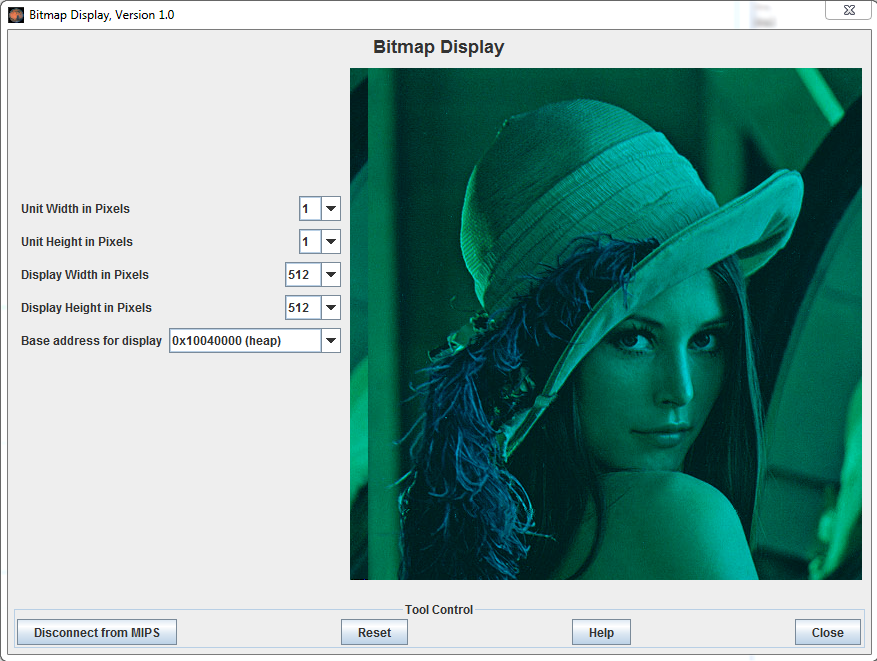 Bitmap Display, Version 1.0
Bitmap Display
Unit Width in Pixels 1
Unit Height in Pixels 1
Display Width in Pixels 512
Display Height in Pixels 512
Base address for display 0x10040000 (heap)
Tool Control
Disconnect from MIPS Reset Help Close